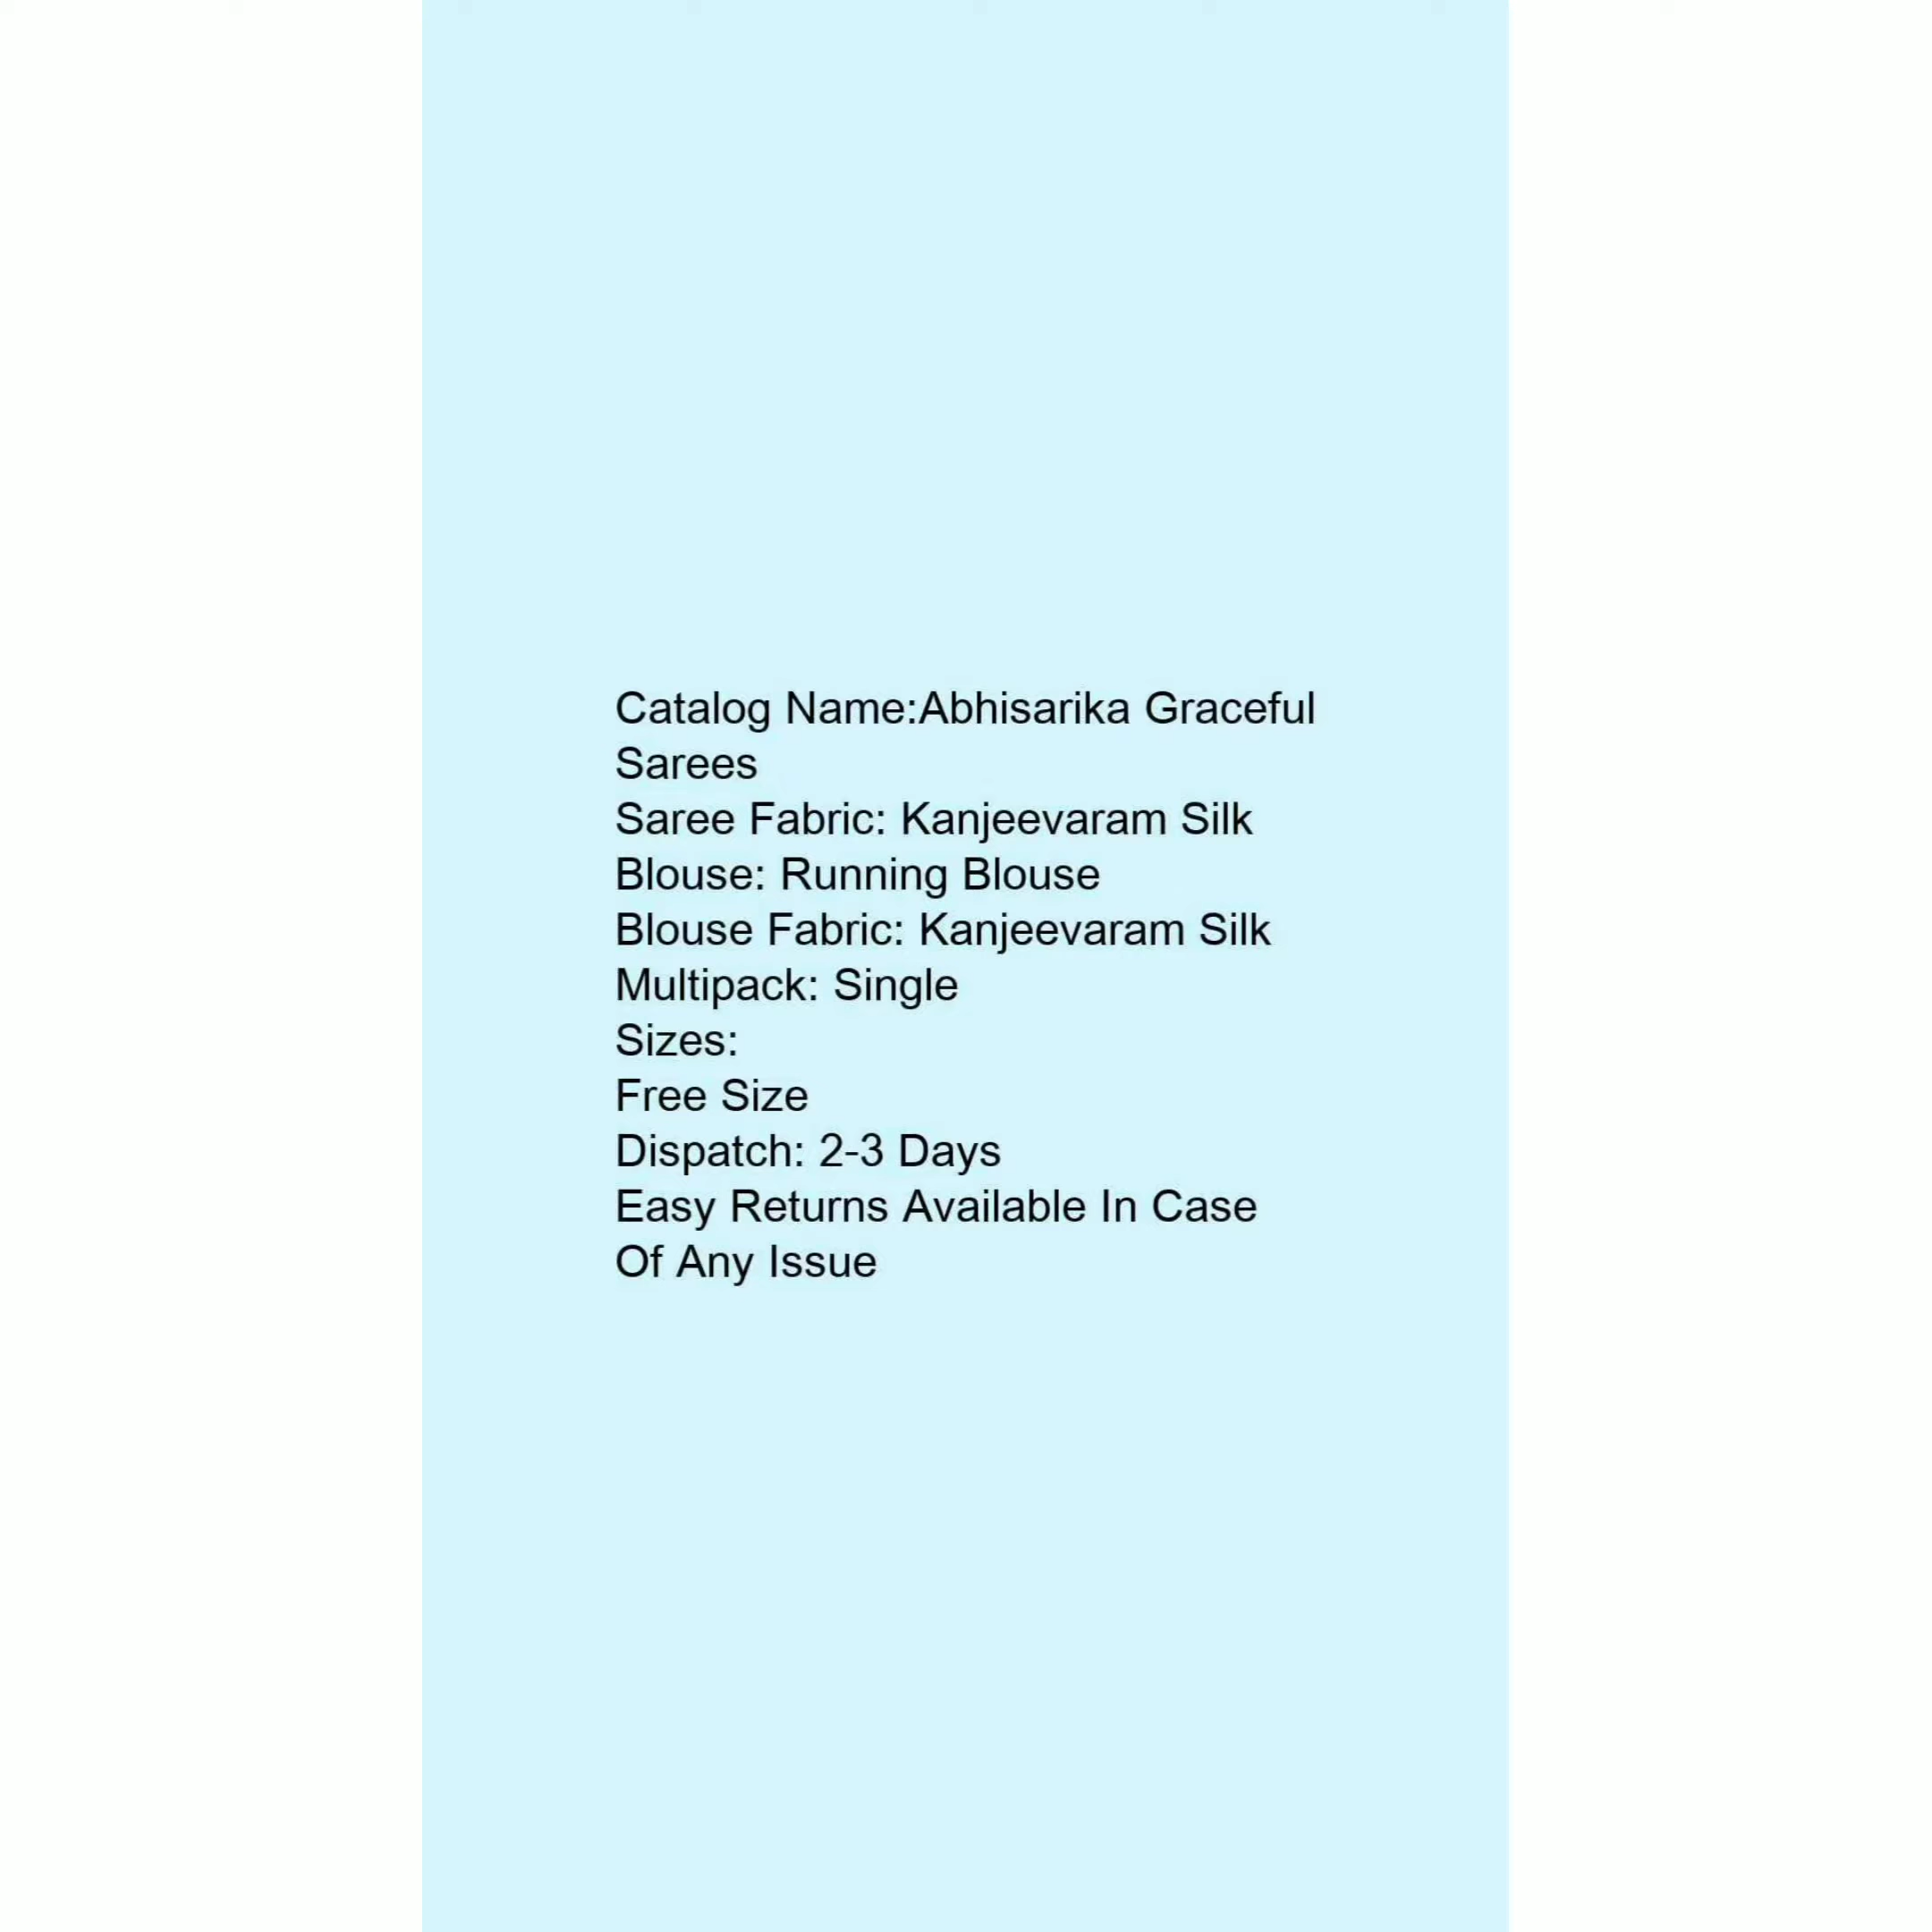 Catalog Name:Abhisarika Graceful
Sarees
Saree Fabric: Kanjeevaram Silk
Blouse: Running Blouse
Blouse Fabric: Kanjeevaram Silk
Multipack: Single
Sizes:
Free Size
Dispatch: 2-3 Days
Easy Returns Available In Case
Of Any Issue